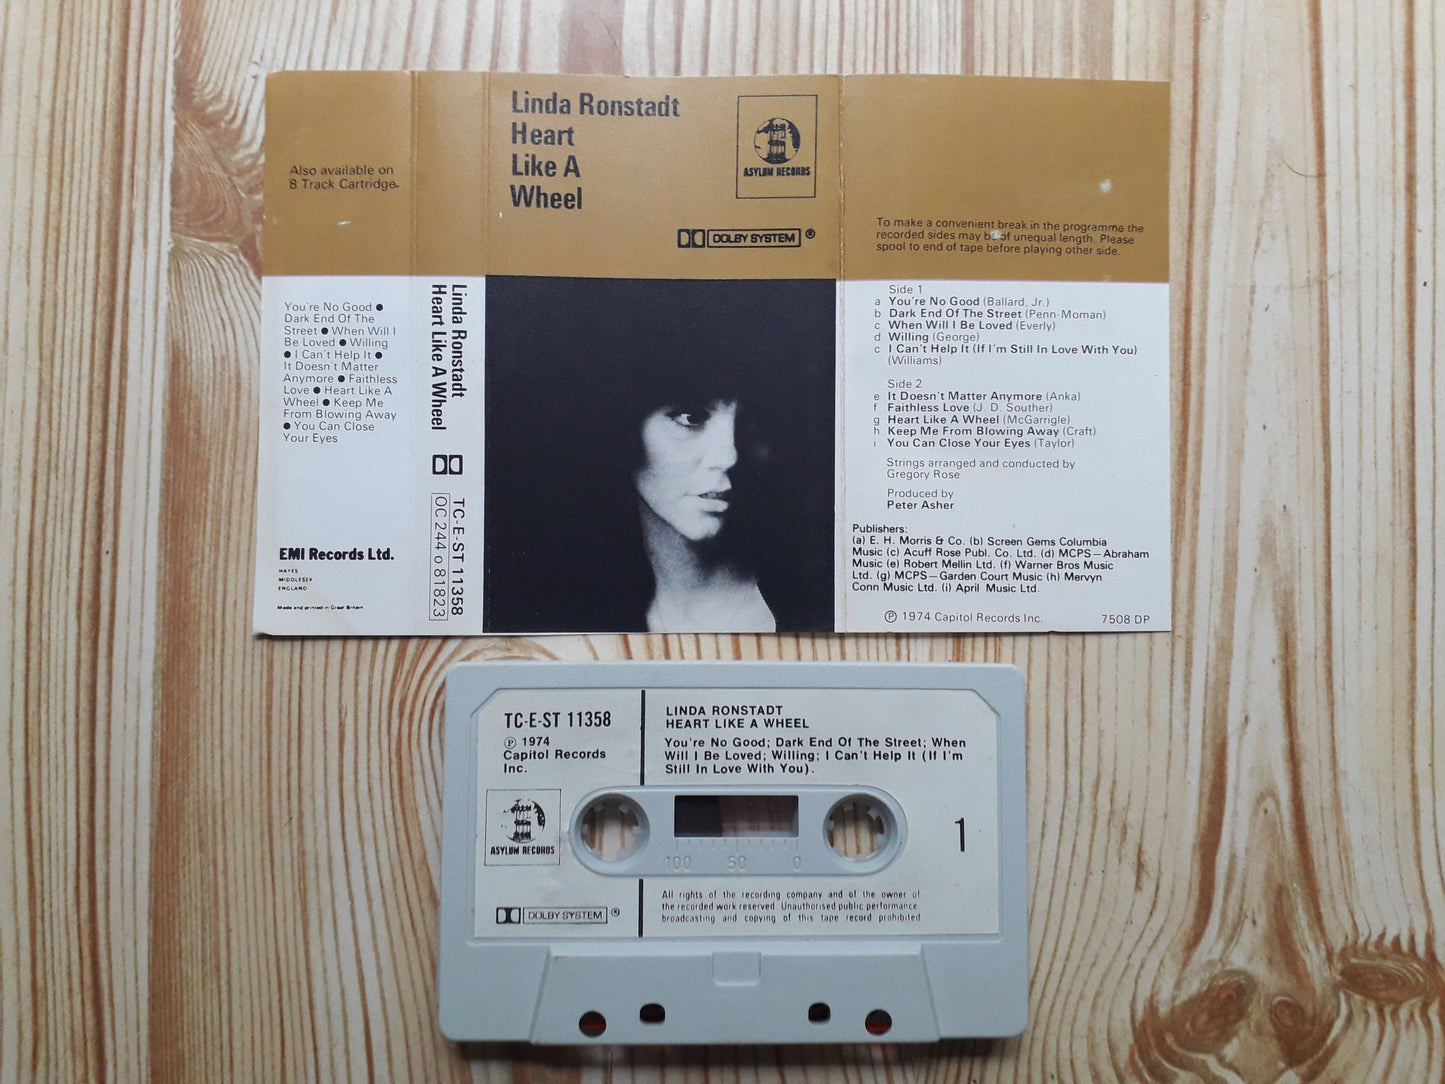 Also available on
8 Track Cartridge
You're No Good ●
Dark End Of The
Street ● When Will I
Be Loved ● Willing
● I Can't Help It ●
It Doesn't Matter
Anymore ● Faithless
Love ● Heart Like A
Wheel ● Keep Me
From Blowing Away
● You Can Close
Your Eyes
EMI Records Ltd.
HAYES
MIDDLESEX
ENGLAND
Made and printed in Great Britain
Linda Ronstadt
Heart Like A Wheel
TC-E-ST 11358
OC 244 o 81823
Linda Ronstadt
Heart
Like A
Wheel
ASYLUM RECORDS
DOLBY SYSTEM ®
To make a convenient break in the programme the
recorded sides may be of unequal length. Please
spool to end of tape before playing other side.
Side 1
a You're No Good (Ballard, Jr.)
b Dark End Of The Street (Penn-Moman)
c When Will I Be Loved (Everly)
d Willing (George)
c I Can't Help It (If I'm Still In Love With You)
(Williams)
Side 2
e It Doesn't Matter Anymore (Anka)
f Faithless Love (J. D. Souther)
g Heart Like A Wheel (McGarrigle)
h Keep Me From Blowing Away (Craft)
i You Can Close Your Eyes (Taylor)
Strings arranged and conducted by
Gregory Rose
Produced by
Peter Asher
Publishers:
(a) E. H. Morris & Co. (b) Screen Gems Columbia
Music (c) Acuff Rose Publ. Co. Ltd. (d) MCPS—Abraham
Music (e) Robert Mellin Ltd. (f) Warner Bros Music
Ltd. (g) MCPS—Garden Court Music (h) Mervyn
Conn Music Ltd. (i) April Music Ltd.
℗ 1974 Capitol Records Inc. 7508 DP
TC-E-ST 11358
℗ 1974
Capitol Records
Inc.
ASYLUM RECORDS
DOLBY SYSTEM ®
LINDA RONSTADT
HEART LIKE A WHEEL
You're No Good; Dark End Of The Street; When
Will I Be Loved; Willing; I Can't Help It (If I'm
Still In Love With You).
100 50 0
1
All rights of the recording company and of the owner of
the recorded work reserved. Unauthorised public performance
broadcasting and copying of this tape record prohibited